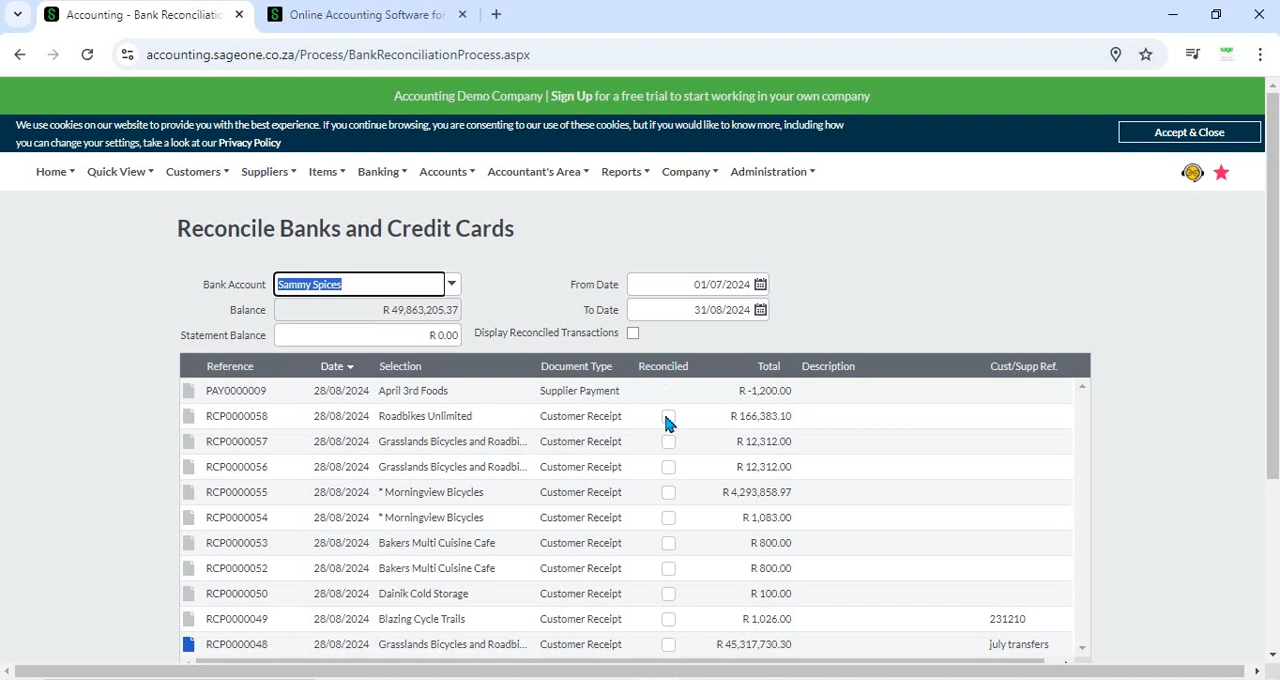 Accounting - Bank Reconciliatio
Online Accounting Software for
accounting.sageone.co.za/Process/BankReconciliationProcess.aspx
Accounting Demo Company | Sign Up for a free trial to start working in your own company
We use cookies on our website to provide you with the best experience. If you continue browsing, you are consenting to our use of these cookies, but if you would like to know more, including how
you can change your settings, take a look at our Privacy Policy
Accept & Close
Home Quick View Customers Suppliers Items Banking Accounts Accountant's Area Reports Company Administration
Reconcile Banks and Credit Cards
Bank Account Sammy Spices From Date 01/07/2024
Balance R 49,863,205.37 To Date 31/08/2024
Statement Balance R 0.00 Display Reconciled Transactions
Reference Date Selection Document Type Reconciled Total Description Cust/Supp Ref.
PAY0000009 28/08/2024 April 3rd Foods Supplier Payment R -1,200.00
RCP0000058 28/08/2024 Roadbikes Unlimited Customer Receipt R 166,383.10
RCP0000057 28/08/2024 Grasslands Bicycles and Roadbi... Customer Receipt R 12,312.00
RCP0000056 28/08/2024 Grasslands Bicycles and Roadbi... Customer Receipt R 12,312.00
RCP0000055 28/08/2024 * Morningview Bicycles Customer Receipt R 4,293,858.97
RCP0000054 28/08/2024 * Morningview Bicycles Customer Receipt R 1,083.00
RCP0000053 28/08/2024 Bakers Multi Cuisine Cafe Customer Receipt R 800.00
RCP0000052 28/08/2024 Bakers Multi Cuisine Cafe Customer Receipt R 800.00
RCP0000050 28/08/2024 Dainik Cold Storage Customer Receipt R 100.00
RCP0000049 28/08/2024 Blazing Cycle Trails Customer Receipt R 1,026.00 231210
RCP0000048 28/08/2024 Grasslands Bicycles and Roadbi... Customer Receipt R 45,317,730.30 july transfers